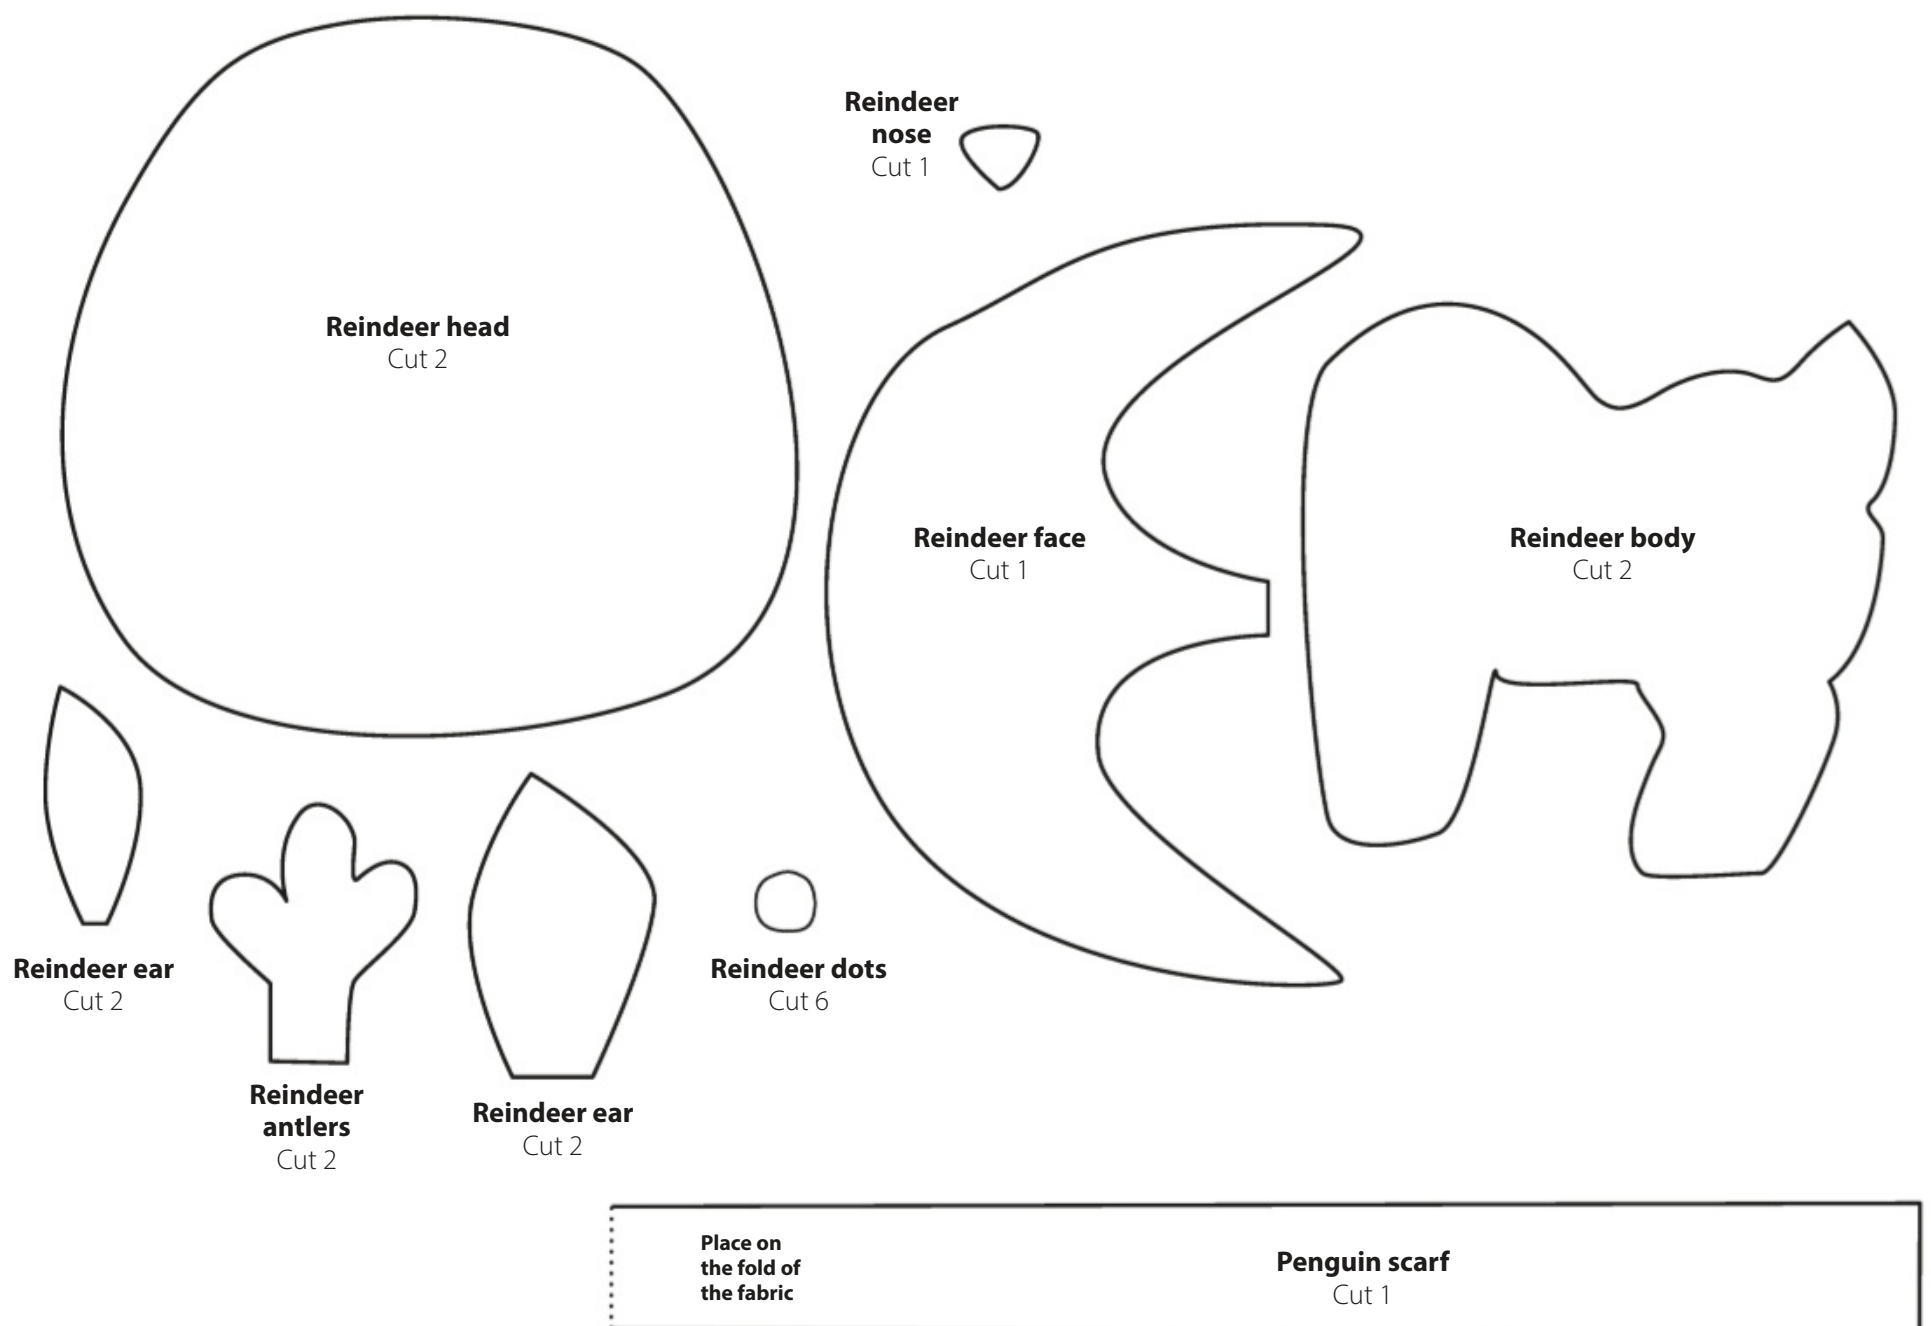 Reindeer
nose
Cut 1
Reindeer head
Cut 2
Reindeer face
Cut 1
Reindeer body
Cut 2
Reindeer ear
Cut 2
Reindeer dots
Cut 6
Reindeer
antlers
Cut 2
Reindeer ear
Cut 2
Place on
the fold of
the fabric
Penguin scarf
Cut 1